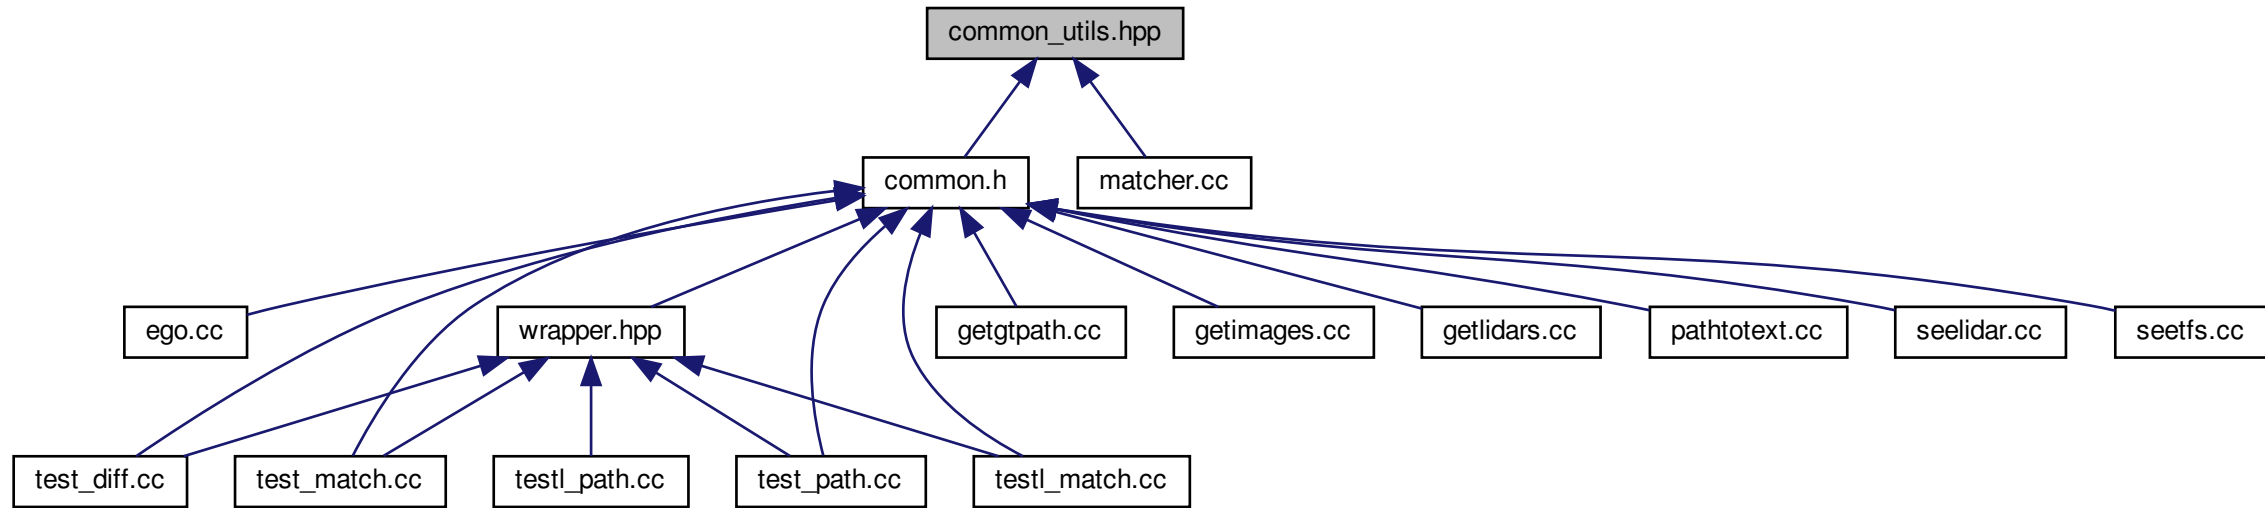 common_utils.hpp
common.h
matcher.cc
ego.cc
wrapper.hpp
getgtpath.cc
getimages.cc
getlidars.cc
pathtotext.cc
seelidar.cc
seetfs.cc
test_diff.cc
test_match.cc
testl_path.cc
test_path.cc
testl_match.cc